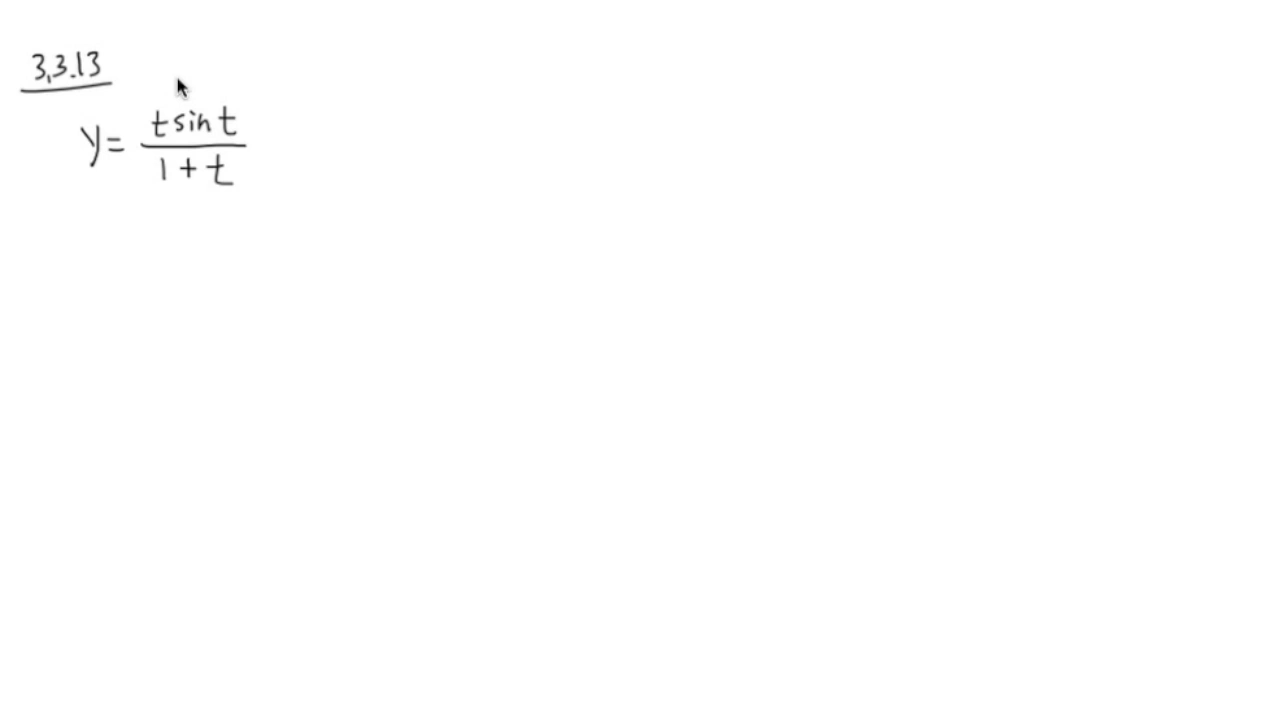 3,3.13
y = t sin t
1 + t